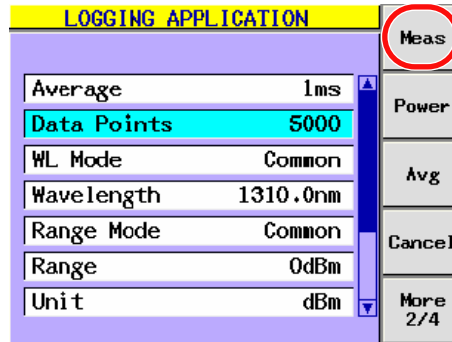 LOGGING APPLICATION
Average 1ms
Data Points 5000
WL Mode Common
Wavelength 1310.0nm
Range Mode Common
Range 0dBm
Unit dBm
Meas
Power
Avg
Cancel
More
2/4